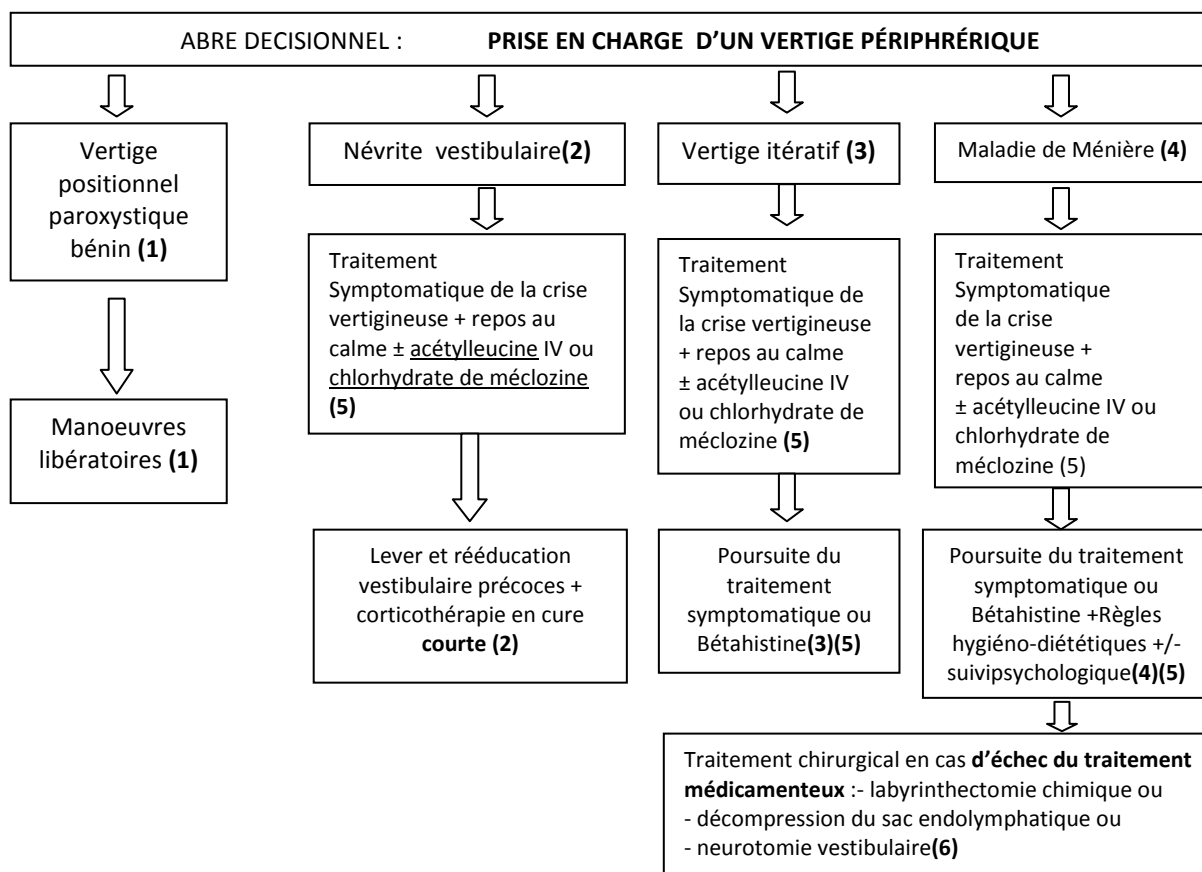 ABRE DECISIONNEL : PRISE EN CHARGE D’UN VERTIGE PÉRIPHRÉRIQUE
Vertige
positionnel
paroxystique
bénin (1)
Manoeuvres
libératoires (1)
Névrite vestibulaire(2)
Traitement
Symptomatique de la crise
vertigineuse + repos au
calme ± acétylleucine IV ou
chlorhydrate de méclozine
(5)
Lever et rééducation
vestibulaire précoces +
corticothérapie en cure
courte (2)
Vertige itératif (3)
Traitement
Symptomatique de
la crise vertigineuse
+ repos au calme
± acétylleucine IV
ou chlorhydrate de
méclozine (5)
Poursuite du
traitement
symptomatique ou
Bétahistine(3)(5)
Maladie de Ménière (4)
Traitement
Symptomatique
de la crise
vertigineuse +
repos au calme
± acétylleucine IV ou
chlorhydrate de
méclozine (5)
Poursuite du traitement
symptomatique ou
Bétahistine +Règles
hygiéno-diététiques +/-
suivipsychologique(4)(5)
Traitement chirurgical en cas d’échec du traitement
médicamenteux :- labyrinthectomie chimique ou
- décompression du sac endolymphatique ou
- neurotomie vestibulaire(6)